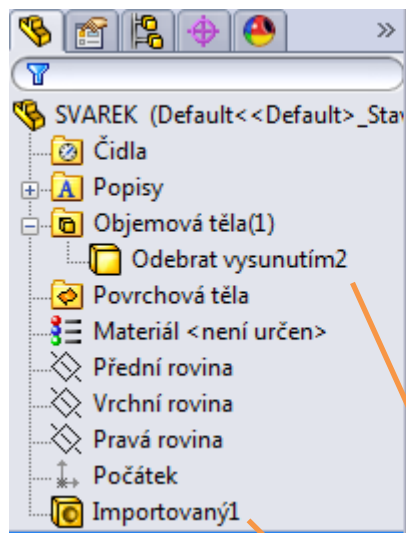 SVAREK (Default<<Default>_Stav
Čidla
Popisy
Objemová těla(1)
Odebrat vysunutím2
Povrchová těla
Materiál <není určen>
Přední rovina
Vrchní rovina
Pravá rovina
Počátek
Importovaný1